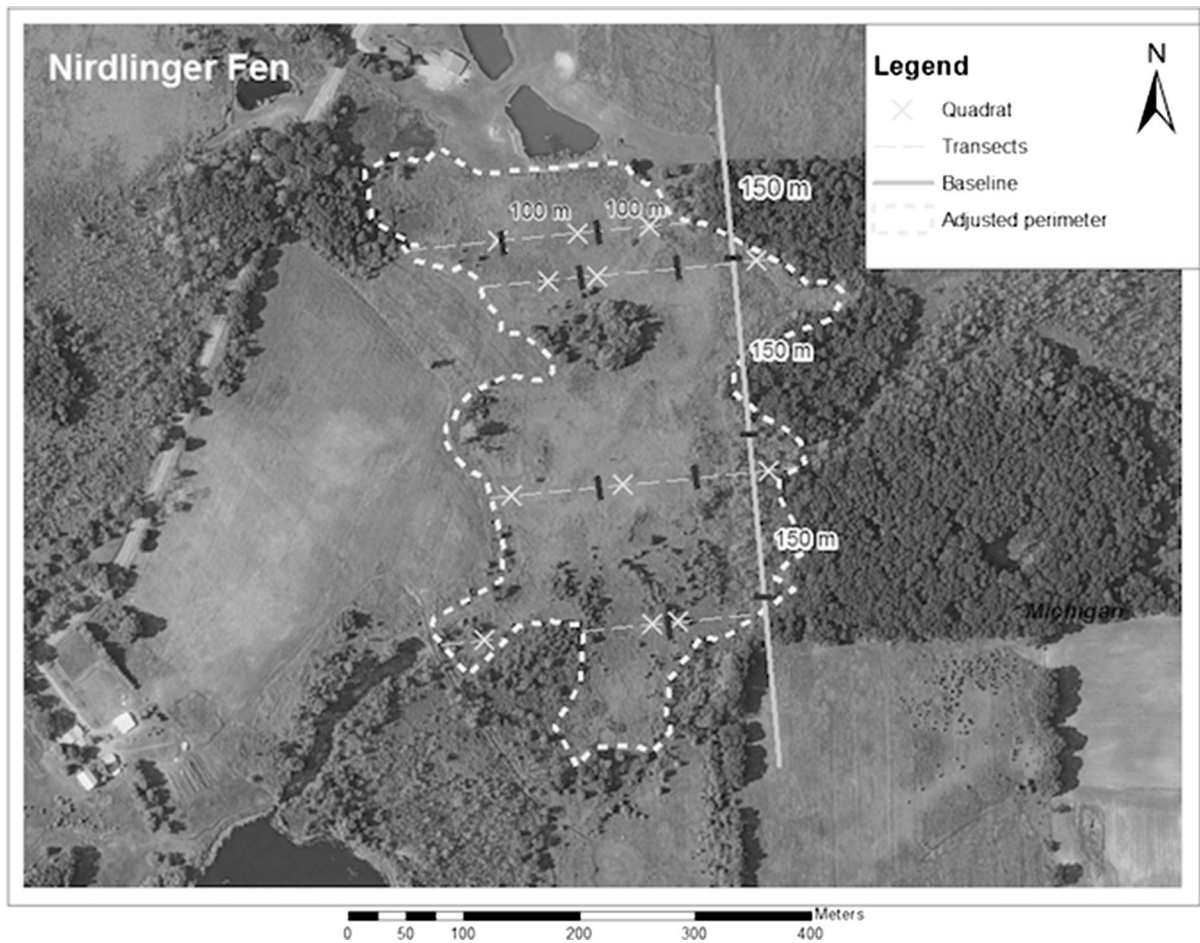 Nirdlinger Fen
Legend
N
Quadrat
Transects
Baseline
Adjusted perimeter
150 m
100 m 100 m
150 m
150 m
Michigan
Meters
0 50 100 200 300 400